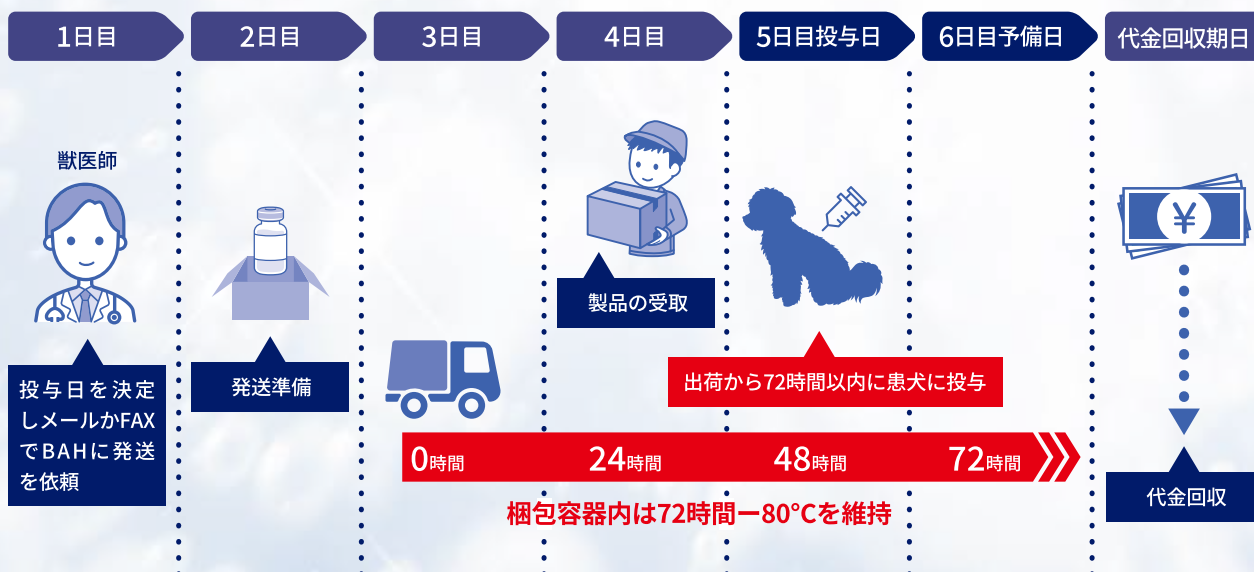 1日目
2日目
3日目
4日目
5日目投与日
6日目予備日
代金回収期日
獣医師
投与日を決定
しメールかFAX
でBAHに発送
を依頼
発送準備
製品の受取
出荷から72時間以内に患犬に投与
0時間
24時間
48時間
72時間
梱包容器内は72時間ー80℃を維持
¥
代金回収